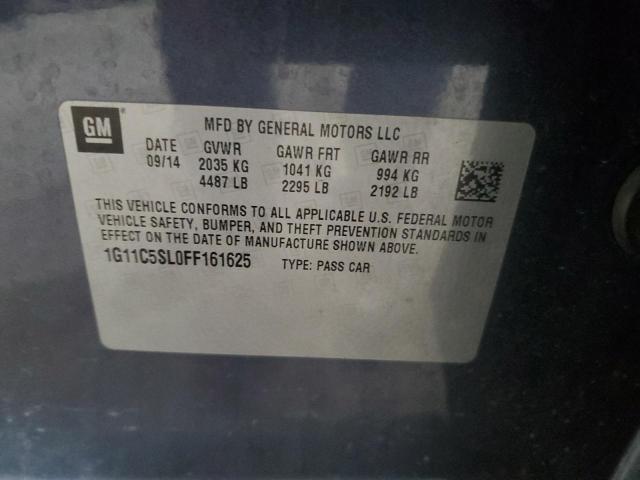 GM
MFD BY GENERAL MOTORS LLC
DATE GVWR GAWR FRT GAWR RR
09/14 2035 KG 1041 KG 994 KG
4487 LB 2295 LB 2192 LB
THIS VEHICLE CONFORMS TO ALL APPLICABLE U.S. FEDERAL MOTOR
VEHICLE SAFETY, BUMPER, AND THEFT PREVENTION STANDARDS IN
EFFECT ON THE DATE OF MANUFACTURE SHOWN ABOVE.
1G11C5SL0FF161625 TYPE: PASS CAR